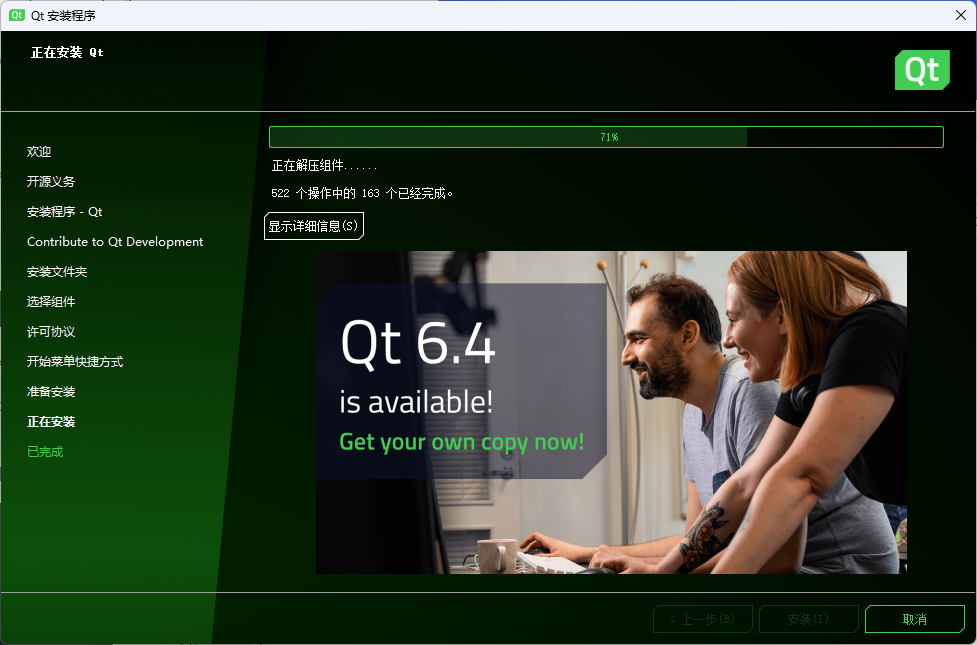 Qt Qt 安装程序
正在安装 Qt
Qt
欢迎
开源义务
安装程序 - Qt
Contribute to Qt Development
安装文件夹
选择组件
许可协议
开始菜单快捷方式
准备安装
正在安装
已完成
71%
正在解压组件......
522 个操作中的 163 个已经完成。
显示详细信息(S)
Qt 6.4
is available!
Get your own copy now!
< 上一步(B)
安装(I)
取消